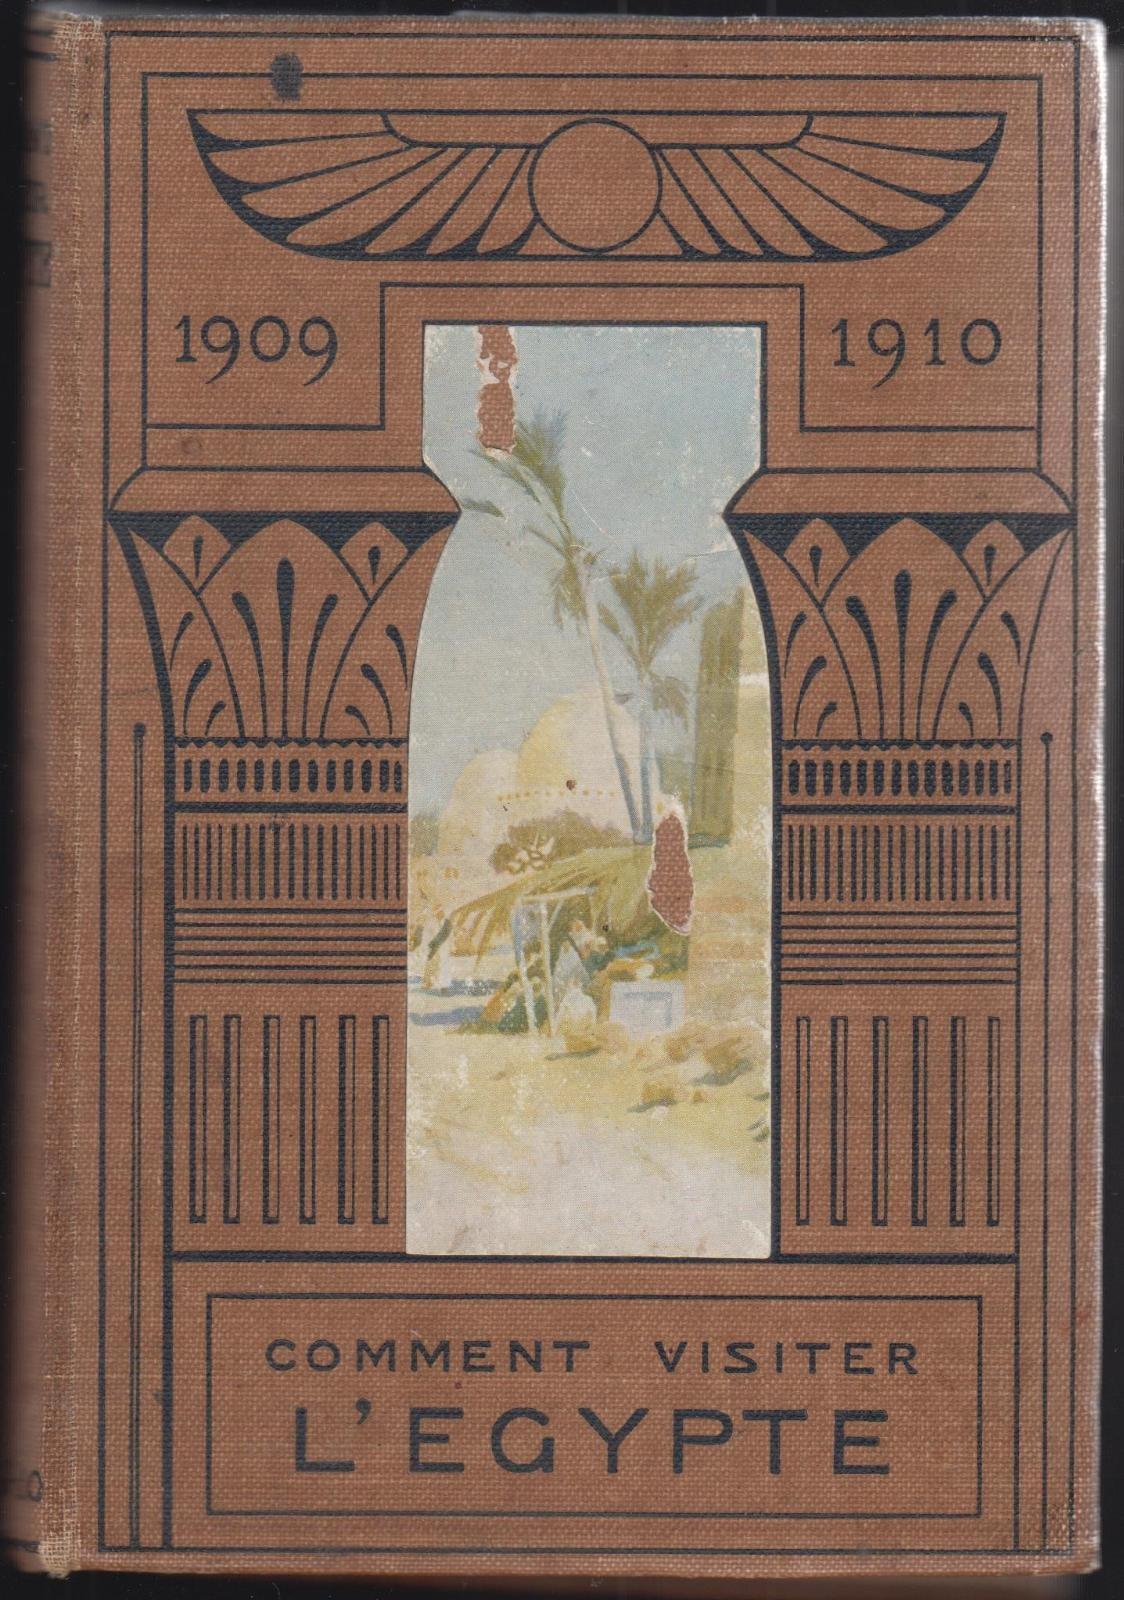 1909
1910
COMMENT VISITER
L'EGYPTE